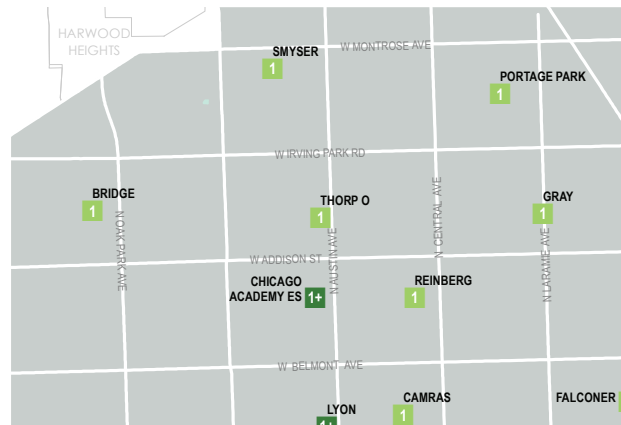 HARWOOD
HEIGHTS
SMYSER
1
W MONTROSE AVE
PORTAGE PARK
1
W IRVING PARK RD
BRIDGE
1
N OAK PARK AVE
THORP O
1
N AUSTIN AVE
N CENTRAL AVE
GRAY
1
N LARAMIE AVE
W ADDISON ST
CHICAGO
ACADEMY ES
1+
REINBERG
1
W BELMONT AVE
LYON
1+
CAMRAS
1
FALCONER